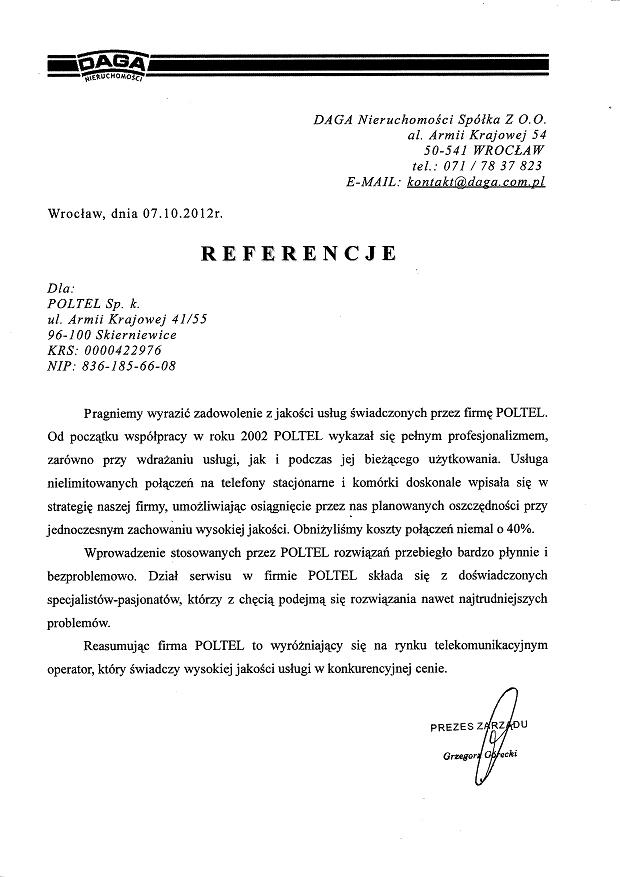 DAGA
NIERUCHOMOŚCI
DAGA Nieruchomości Spółka Z O.O.
al. Armii Krajowej 54
50-541 WROCŁAW
tel.: 071 / 78 37 823
E-MAIL: kontakt@daga.com.pl
Wrocław, dnia 07.10.2012r.
REFERENCJE
Dla:
POLTEL Sp. k.
ul. Armii Krajowej 41/55
96-100 Skierniewice
KRS: 0000422976
NIP: 836-185-66-08
Pragniemy wyrazić zadowolenie z jakości usług świadczonych przez firmę POLTEL.
Od początku współpracy w roku 2002 POLTEL wykazał się pełnym profesjonalizmem,
zarówno przy wdrażaniu usługi, jak i podczas jej bieżącego użytkowania. Usługa
nielimitowanych połączeń na telefony stacjonarne i komórki doskonale wpisała się w
strategię naszej firmy, umożliwiając osiągnięcie przez nas planowanych oszczędności przy
jednoczesnym zachowaniu wysokiej jakości. Obniżyliśmy koszty połączeń niemal o 40%.
Wprowadzenie stosowanych przez POLTEL rozwiązań przebiegło bardzo płynnie i
bezproblemowo. Dział serwisu w firmie POLTEL składa się z doświadczonych
specjalistów-pasjonatów, którzy z chęcią podejmą się rozwiązania nawet najtrudniejszych
problemów.
Reasumując firma POLTEL to wyróżniający się na rynku telekomunikacyjnym
operator, który świadczy wysokiej jakości usługi w konkurencyjnej cenie.
PREZES ZARZĄDU
Grzegorz Górecki